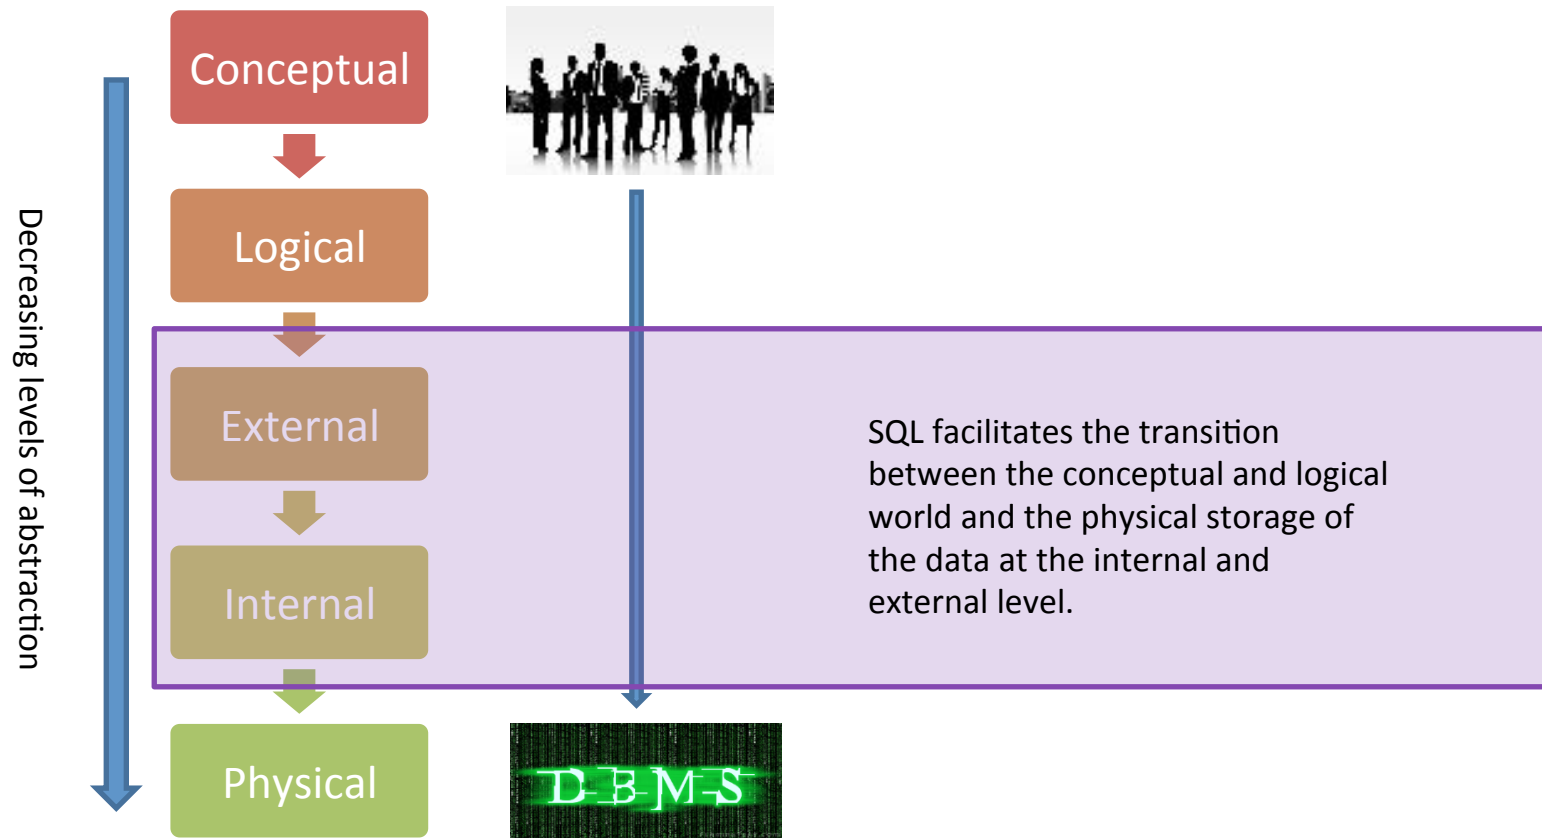 Conceptual
Logical
External
Internal
Physical
Decreasing levels of abstraction
SQL facilitates the transition
between the conceptual and logical
world and the physical storage of
the data at the internal and
external level.
DBMS